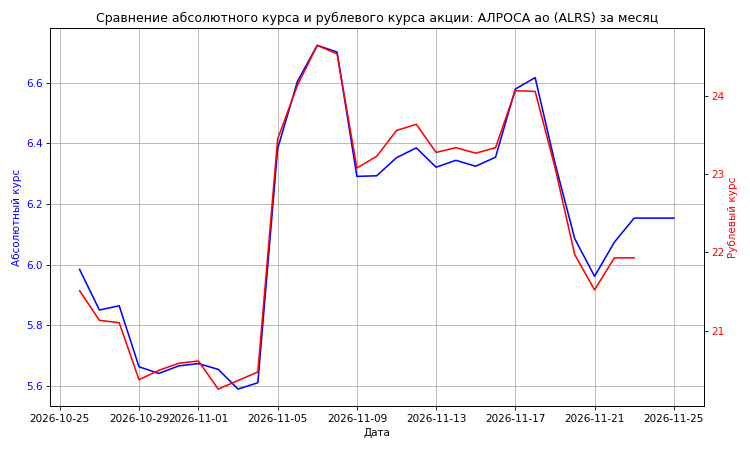 Сравнение абсолютного курса и рублевого курса акции: АЛРОСА ао (ALRS) за месяц
Абсолютный курс
6.6
6.4
6.2
6.0
5.8
5.6
24
23
22
21
Рублевый курс
2026-10-25 2026-10-29 2026-11-01 2026-11-05 2026-11-09 2026-11-13 2026-11-17 2026-11-21 2026-11-25
Дата